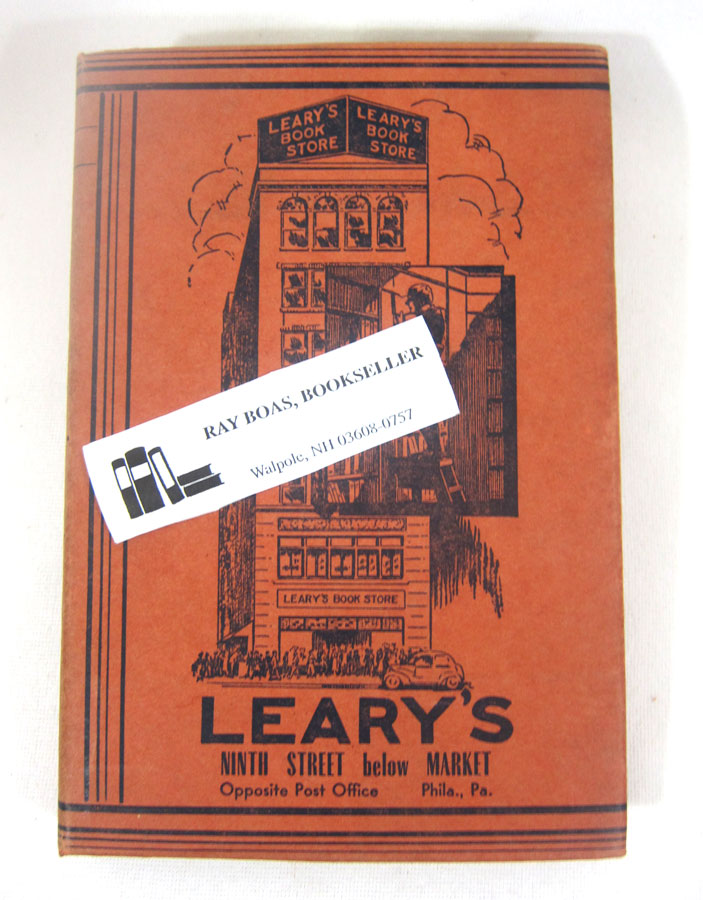 LEARY'S
BOOK
STORE
LEARY'S
BOOK
STORE
RAY BOAS, BOOKSELLER
Walpole, NH 03608-0757
LEARY'S BOOK STORE
LEARY'S
NINTH STREET below MARKET
Opposite Post Office Phila., Pa.